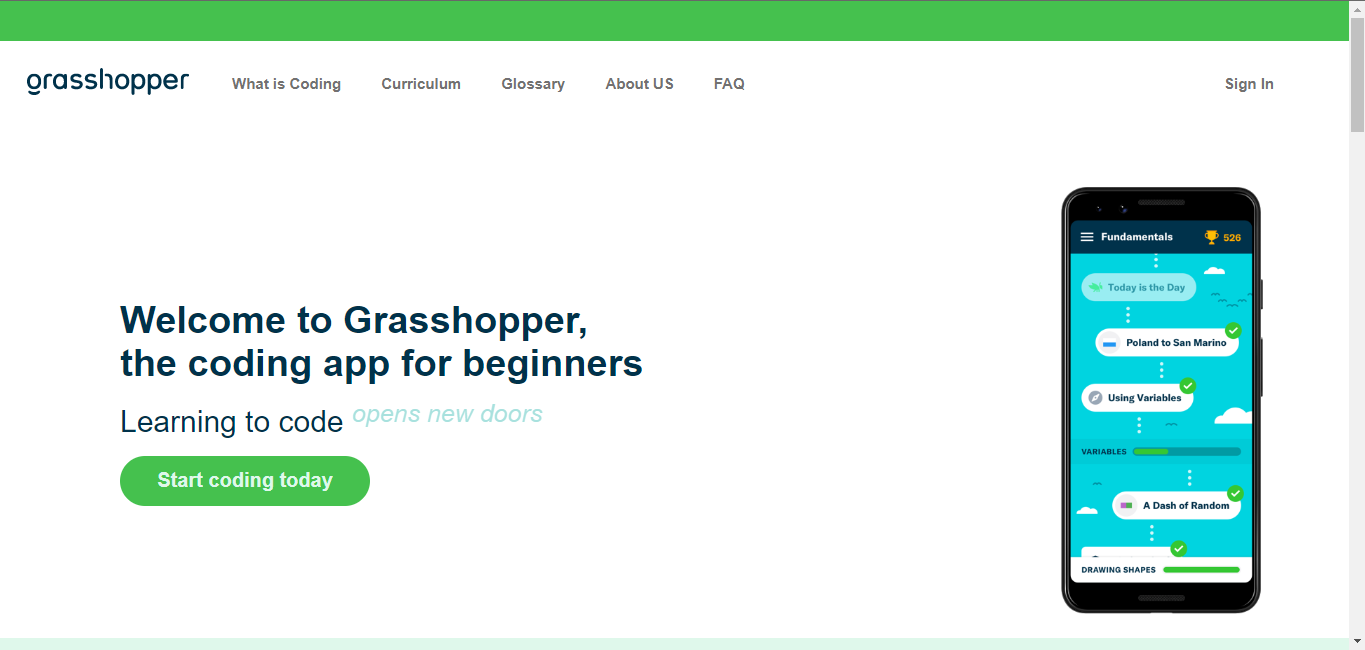 grasshopper
What is Coding
Curriculum
Glossary
About US
FAQ
Sign In
Welcome to Grasshopper,
the coding app for beginners
Learning to code opens new doors
Start coding today
Fundamentals
526
Today is the Day
Poland to San Marino
Using Variables
VARIABLES
A Dash of Random
DRAWING SHAPES